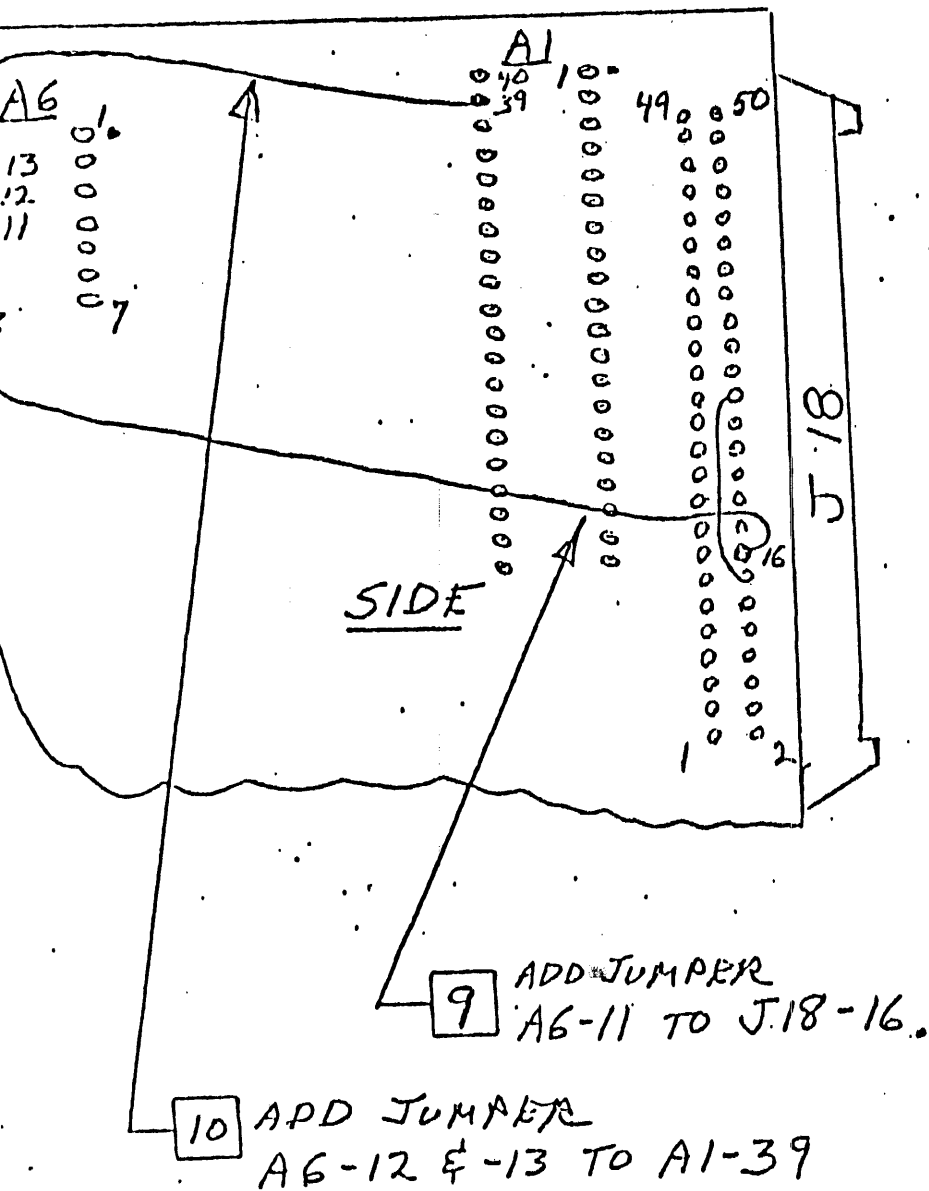 A1
40 1
39
49 50
A6
1
13
12
11
7
J18
16
SIDE
1 2
9 ADD JUMPER
A6-11 TO J18-16.
10 ADD JUMPER
A6-12 & -13 TO A1-39